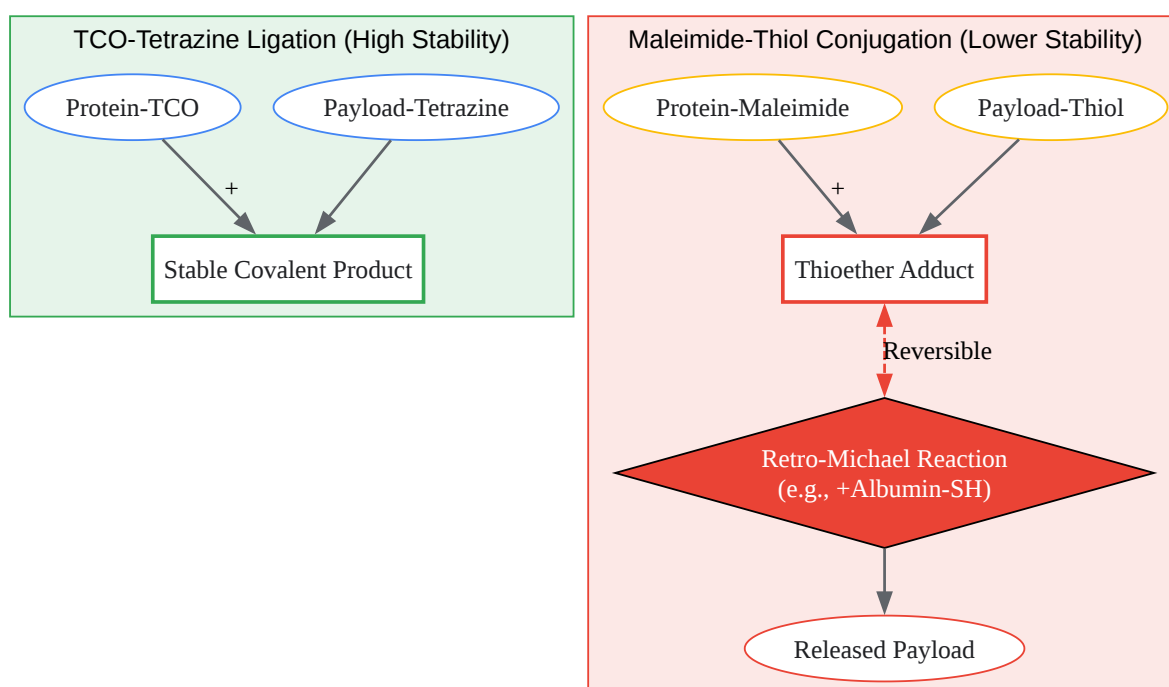 TCO-Tetrazine Ligation (High Stability)
Protein-TCO
Payload-Tetrazine
+
Stable Covalent Product
Maleimide-Thiol Conjugation (Lower Stability)
Protein-Maleimide
Payload-Thiol
+
Thioether Adduct
Reversible
Retro-Michael Reaction
(e.g., +Albumin-SH)
Released Payload